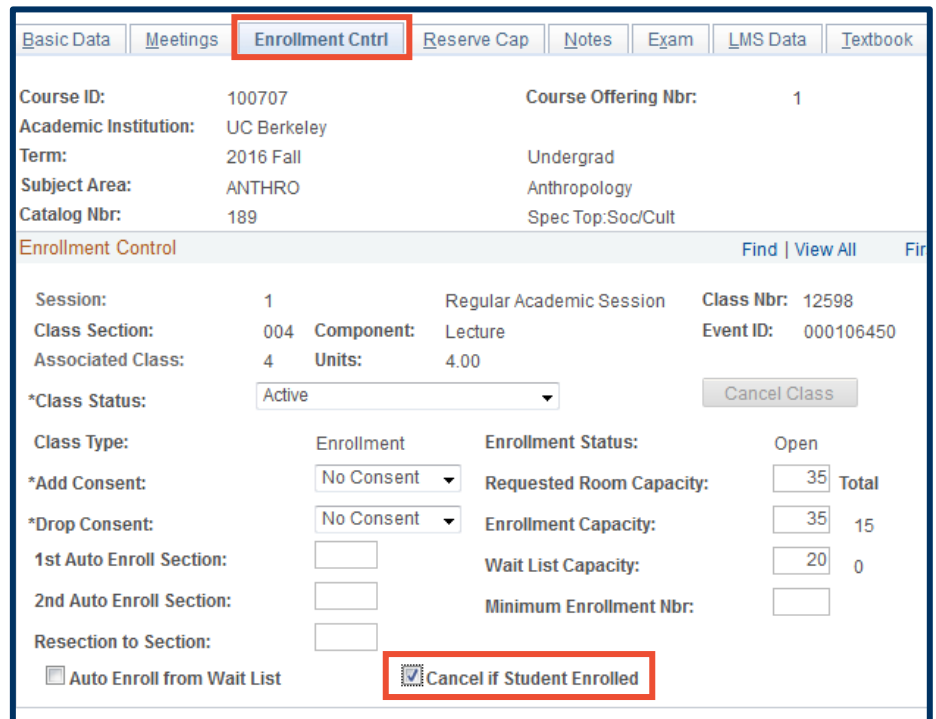 Basic Data Meetings Enrollment Cntrl Reserve Cap Notes Exam LMS Data Textbook
Course ID: 100707 Course Offering Nbr: 1
Academic Institution: UC Berkeley
Term: 2016 Fall Undergrad
Subject Area: ANTHRO Anthropology
Catalog Nbr: 189 Spec Top:Soc/Cult
Enrollment Control Find | View All Fir
Session: 1 Regular Academic Session Class Nbr: 12598
Class Section: 004 Component: Lecture Event ID: 000106450
Associated Class: 4 Units: 4.00
*Class Status: Active Cancel Class
Class Type: Enrollment Enrollment Status: Open
*Add Consent: No Consent Requested Room Capacity: 35 Total
*Drop Consent: No Consent Enrollment Capacity: 35 15
1st Auto Enroll Section: Wait List Capacity: 20 0
2nd Auto Enroll Section: Minimum Enrollment Nbr:
Resection to Section:
Auto Enroll from Wait List Cancel if Student Enrolled